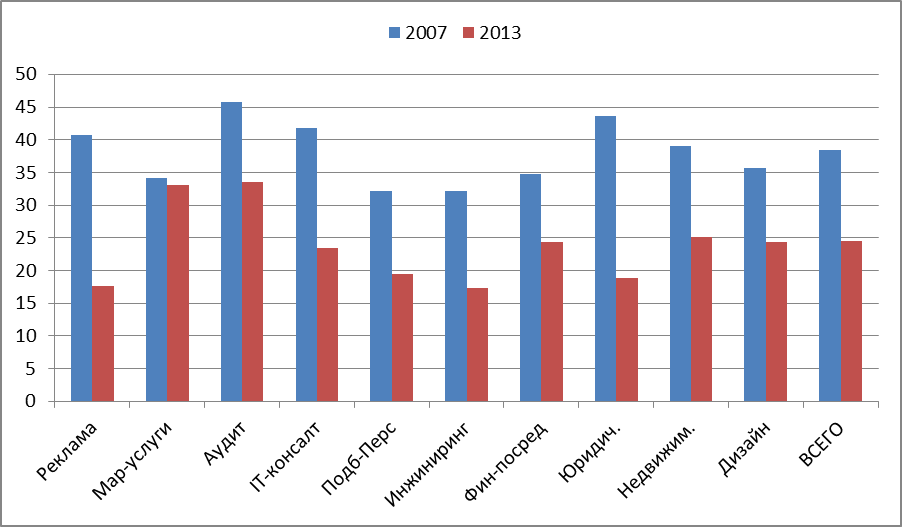 2007 2013
50
45
40
35
30
25
20
15
10
5
0
Реклама
Мар-услуги
Аудит
IT-консалт
Подб-Перс
Инжиниринг
Фин-посред
Юридич.
Недвижим.
Дизайн
ВСЕГО